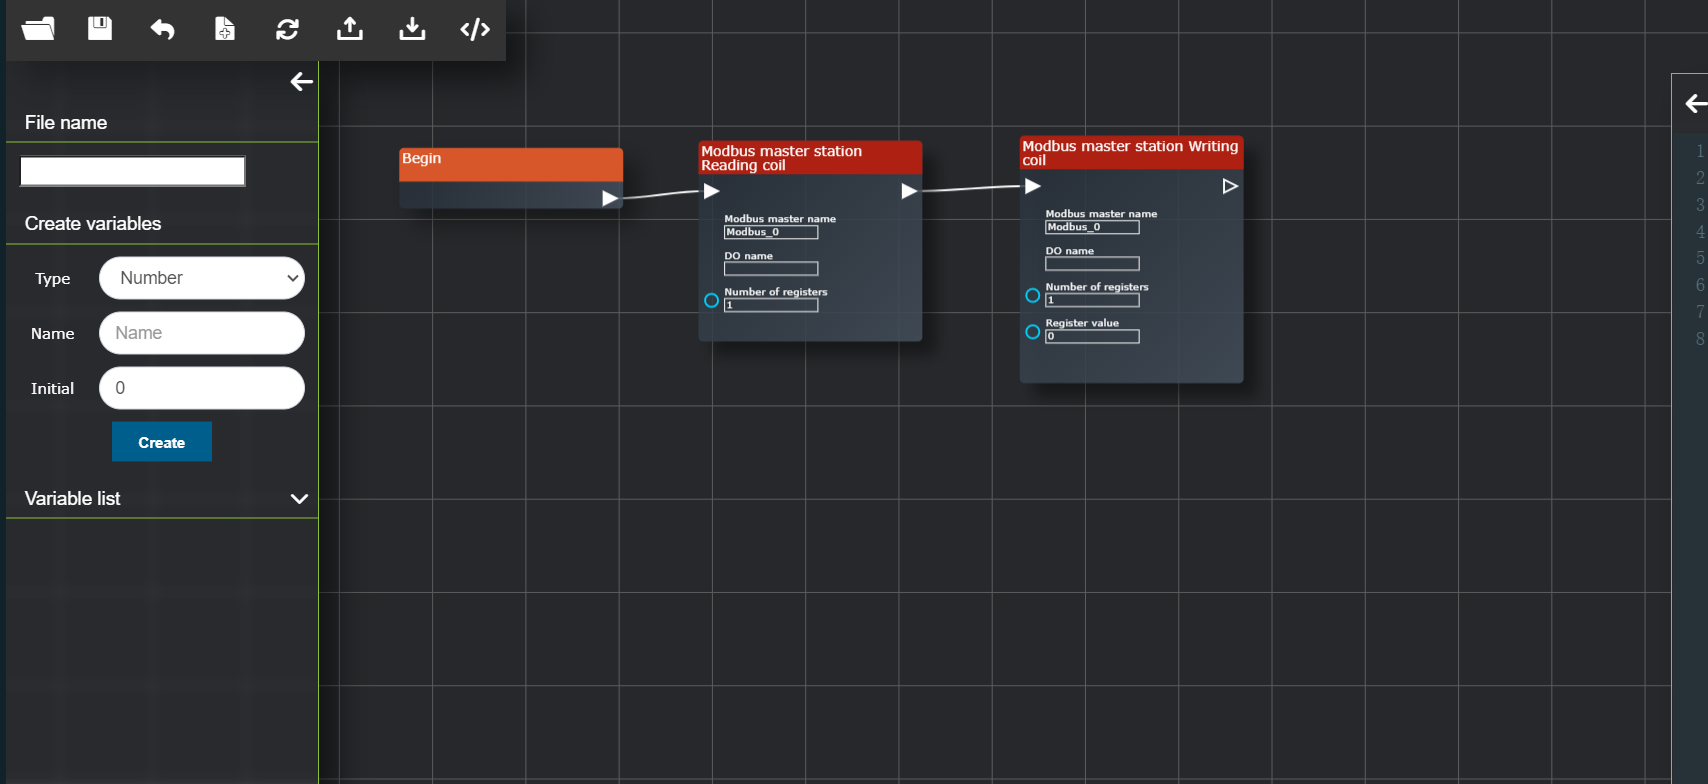 File name
Create variables
Type
Number
Name
Name
Initial
0
Create
Variable list
Begin
Modbus master station
Reading coil
Modbus master name
Modbus_0
DO name
Number of registers
1
Modbus master station Writing
coil
Modbus master name
Modbus_0
DO name
Number of registers
1
Register value
0
1
2
3
4
5
6
7
8